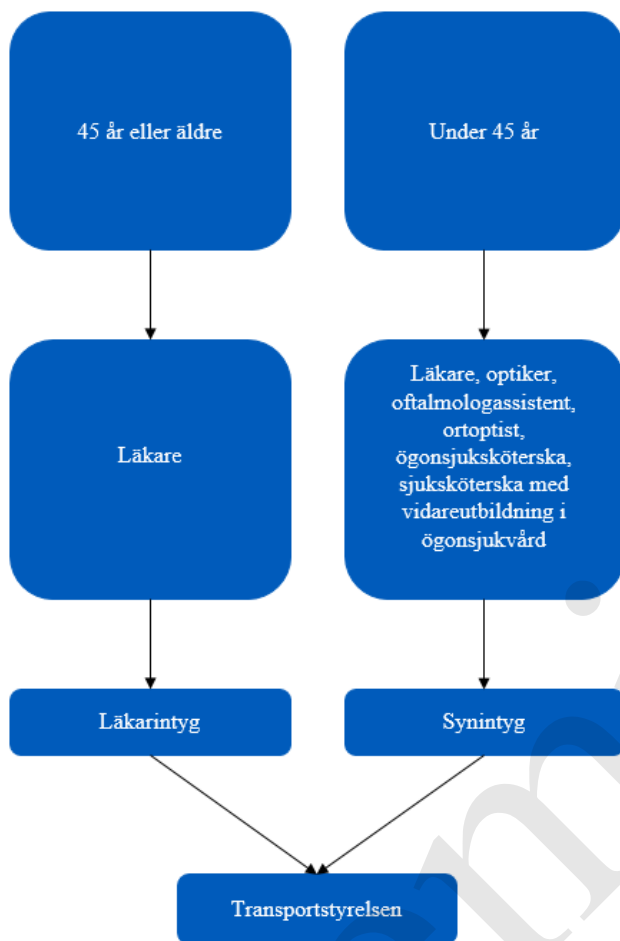 45 år eller äldre
Under 45 år
Läkare
Läkare, optiker,
oftalmologassistent,
ortoptist,
ögonsjuksköterska,
sjuksköterska med
vidareutbildning i
ögonsjukvård
Läkarintyg
Synintyg
Transportstyrelsen